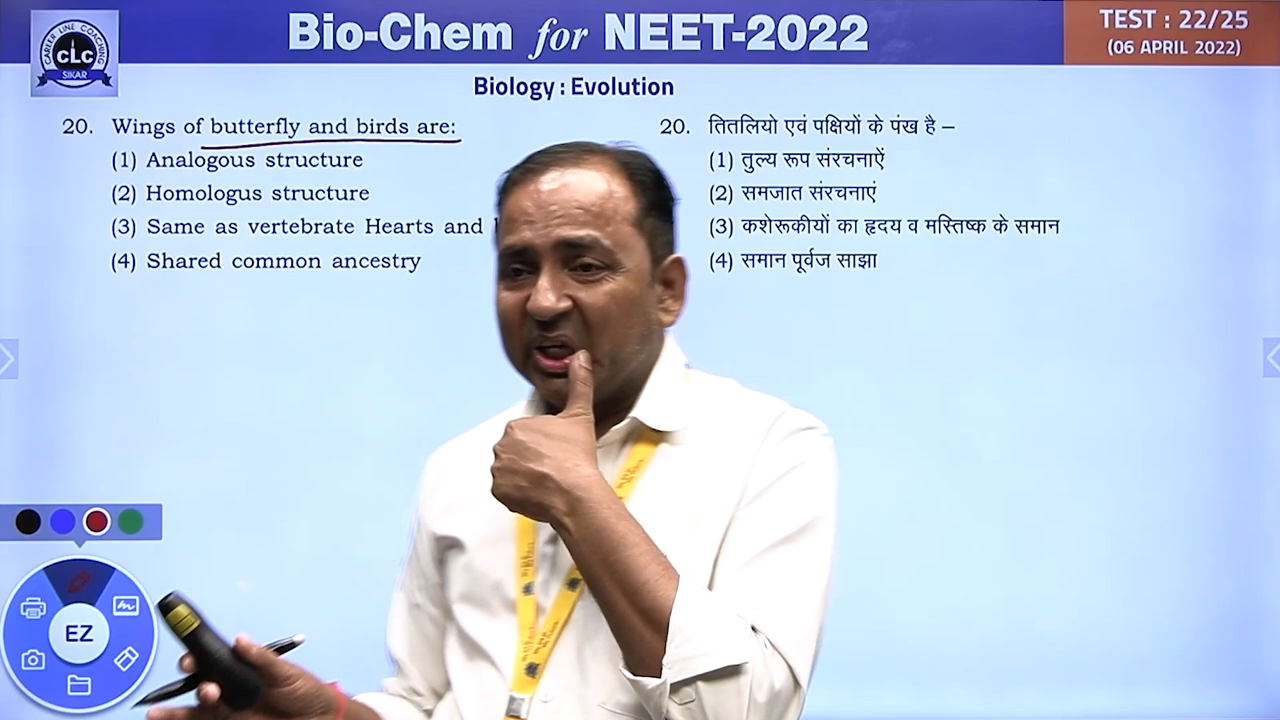 Bio-Chem for NEET-2022
TEST : 22/25
(06 APRIL 2022)
CAREER LINE COACHING
CLC
SIKAR
Biology : Evolution
20. Wings of butterfly and birds are:
(1) Analogous structure
(2) Homologus structure
(3) Same as vertebrate Hearts and
(4) Shared common ancestry
20. तितलियो एवं पक्षियों के पंख है –
(1) तुल्य रूप संरचनाऐं
(2) समजात संरचनाएं
(3) कशेरूकीयों का हृदय व मस्तिष्क के समान
(4) समान पूर्वज साझा
EZ